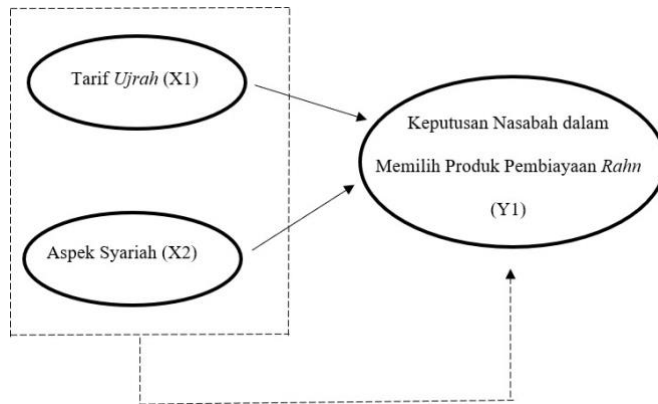 Tarif Ujrah (X1)
Keputusan Nasabah dalam
Memilih Produk Pembiayaan Rahn
(Y1)
Aspek Syariah (X2)